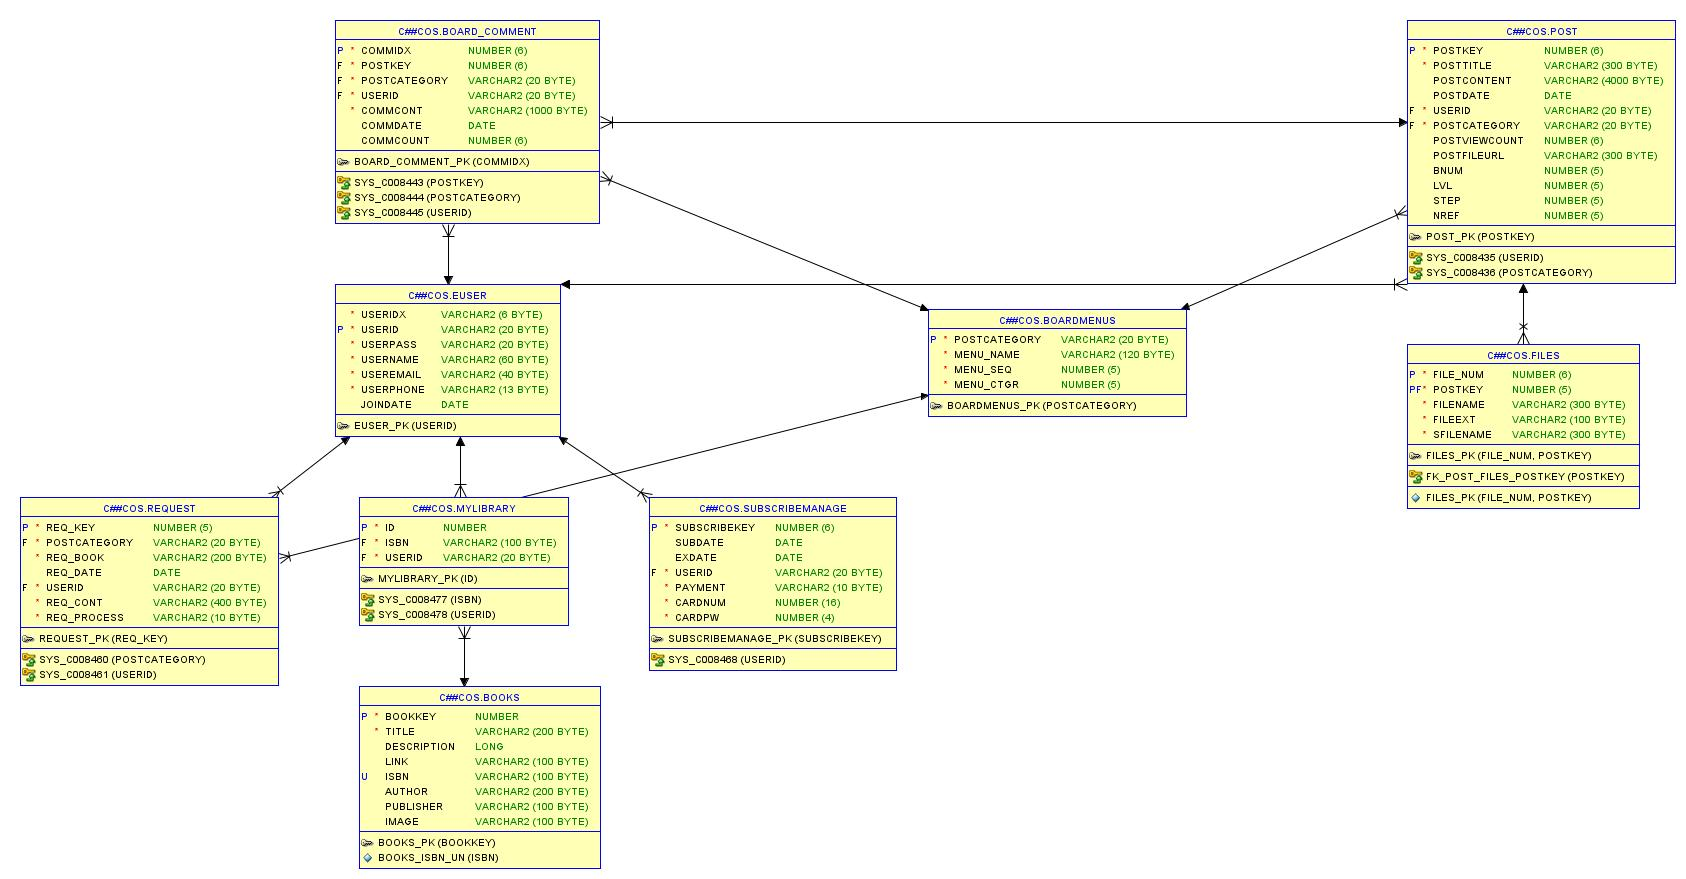 C##COS.BOARD_COMMENT
P * COMMIDX NUMBER (6)
F * POSTKEY NUMBER (6)
F * POSTCATEGORY VARCHAR2 (20 BYTE)
F * USERID VARCHAR2 (20 BYTE)
* COMMCONT VARCHAR2 (1000 BYTE)
COMMDATE DATE
COMMCOUNT NUMBER (6)
BOARD_COMMENT_PK (COMMIDX)
SYS_C008443 (POSTKEY)
SYS_C008444 (POSTCATEGORY)
SYS_C008445 (USERID)
C##COS.POST
P * POSTKEY NUMBER (6)
* POSTTITLE VARCHAR2 (300 BYTE)
POSTCONTENT VARCHAR2 (4000 BYTE)
POSTDATE DATE
F * USERID VARCHAR2 (20 BYTE)
F * POSTCATEGORY VARCHAR2 (20 BYTE)
POSTVIEWCOUNT NUMBER (6)
POSTFILEURL VARCHAR2 (300 BYTE)
BNUM NUMBER (5)
LVL NUMBER (5)
STEP NUMBER (5)
NREF NUMBER (5)
POST_PK (POSTKEY)
SYS_C008435 (USERID)
SYS_C008436 (POSTCATEGORY)
C##COS.EUSER
* USERIDX VARCHAR2 (6 BYTE)
P * USERID VARCHAR2 (20 BYTE)
* USERPASS VARCHAR2 (20 BYTE)
* USERNAME VARCHAR2 (60 BYTE)
* USEREMAIL VARCHAR2 (40 BYTE)
* USERPHONE VARCHAR2 (13 BYTE)
JOINDATE DATE
EUSER_PK (USERID)
C##COS.BOARDMENUS
P * POSTCATEGORY VARCHAR2 (20 BYTE)
* MENU_NAME VARCHAR2 (120 BYTE)
* MENU_SEQ NUMBER (5)
* MENU_CTGR NUMBER (5)
BOARDMENUS_PK (POSTCATEGORY)
C##COS.FILES
P * FILE_NUM NUMBER (6)
PF* POSTKEY NUMBER (5)
* FILENAME VARCHAR2 (300 BYTE)
* FILEEXT VARCHAR2 (100 BYTE)
* SFILENAME VARCHAR2 (300 BYTE)
FILES_PK (FILE_NUM, POSTKEY)
FK_POST_FILES_POSTKEY (POSTKEY)
FILES_PK (FILE_NUM, POSTKEY)
C##COS.REQUEST
P * REQ_KEY NUMBER (5)
F * POSTCATEGORY VARCHAR2 (20 BYTE)
* REQ_BOOK VARCHAR2 (200 BYTE)
REQ_DATE DATE
F * USERID VARCHAR2 (20 BYTE)
* REQ_CONT VARCHAR2 (400 BYTE)
* REQ_PROCESS VARCHAR2 (10 BYTE)
REQUEST_PK (REQ_KEY)
SYS_C008460 (POSTCATEGORY)
SYS_C008461 (USERID)
C##COS.MYLIBRARY
P * ID NUMBER
F * ISBN VARCHAR2 (100 BYTE)
F * USERID VARCHAR2 (20 BYTE)
MYLIBRARY_PK (ID)
SYS_C008477 (ISBN)
SYS_C008478 (USERID)
C##COS.SUBSCRIBEMANAGE
P * SUBSCRIBEKEY NUMBER (6)
SUBDATE DATE
EXDATE DATE
F * USERID VARCHAR2 (20 BYTE)
* PAYMENT VARCHAR2 (10 BYTE)
* CARDNUM NUMBER (16)
* CARDPW NUMBER (4)
SUBSCRIBEMANAGE_PK (SUBSCRIBEKEY)
SYS_C008468 (USERID)
C##COS.BOOKS
P * BOOKKEY NUMBER
* TITLE VARCHAR2 (200 BYTE)
DESCRIPTION LONG
LINK VARCHAR2 (100 BYTE)
U ISBN VARCHAR2 (100 BYTE)
AUTHOR VARCHAR2 (200 BYTE)
PUBLISHER VARCHAR2 (100 BYTE)
IMAGE VARCHAR2 (100 BYTE)
BOOKS_PK (BOOKKEY)
BOOKS_ISBN_UN (ISBN)